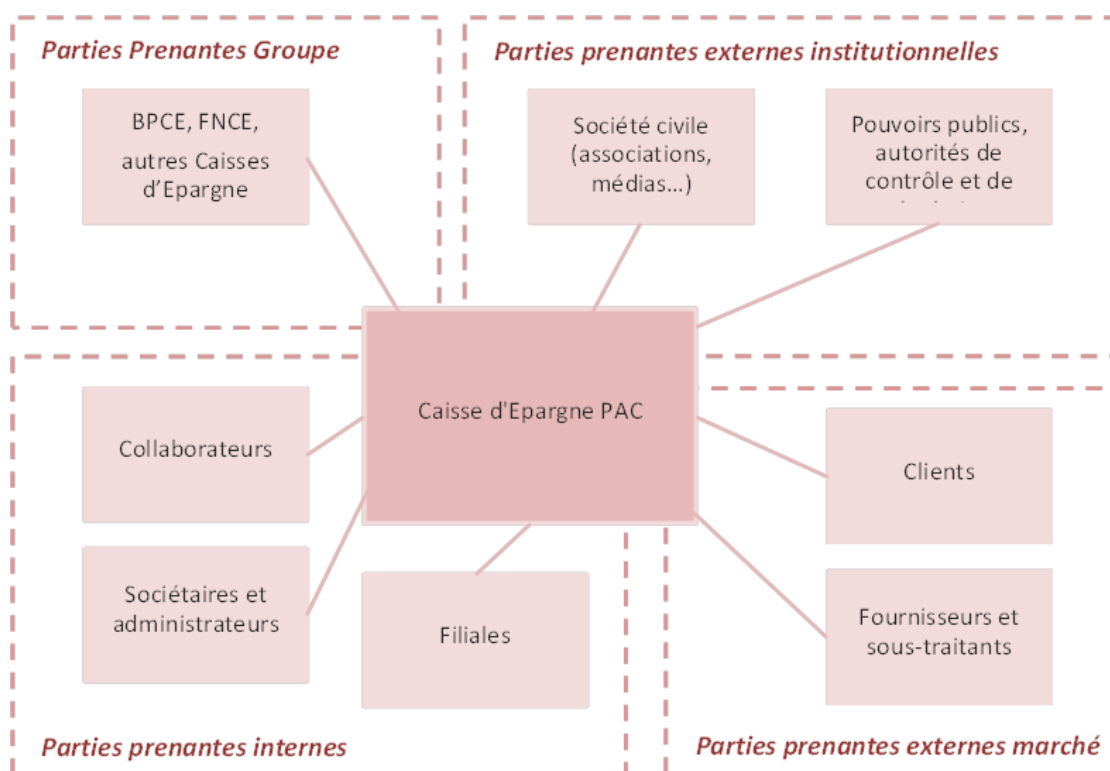 Parties Prenantes Groupe
BPCE, FNCE,
autres Caisses
d’Epargne
Parties prenantes externes institutionnelles
Société civile
(associations,
médias...)
Pouvoirs publics,
autorités de
contrôle et de
Caisse d'Epargne PAC
Collaborateurs
Sociétaires et
administrateurs
Filiales
Parties prenantes internes
Clients
Fournisseurs et
sous-traitants
Parties prenantes externes marché